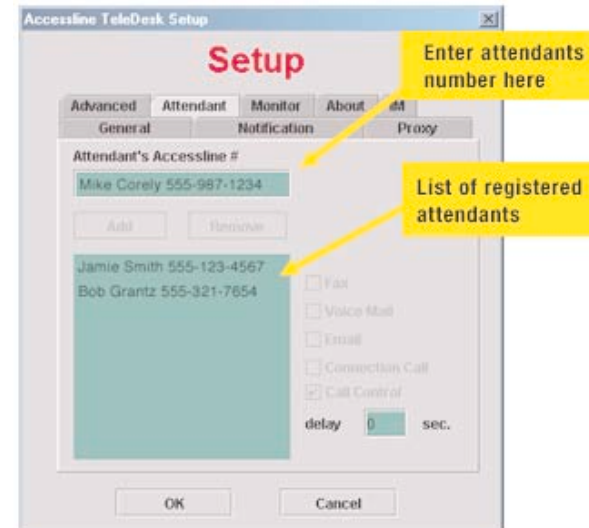 Accessline TeleDesk Setup
Setup
Enter attendants
number here
Advanced Attendant Monitor About IM
General Notification Proxy
Attendant's Accessline #
Mike Corely 555-987-1234
List of registered
attendants
Add Remove
Jamie Smith 555-123-4567
Bob Grantz 555-321-7654
Fax
Voice Mail
Email
Connection Call
Call Control
delay 0 sec.
OK Cancel